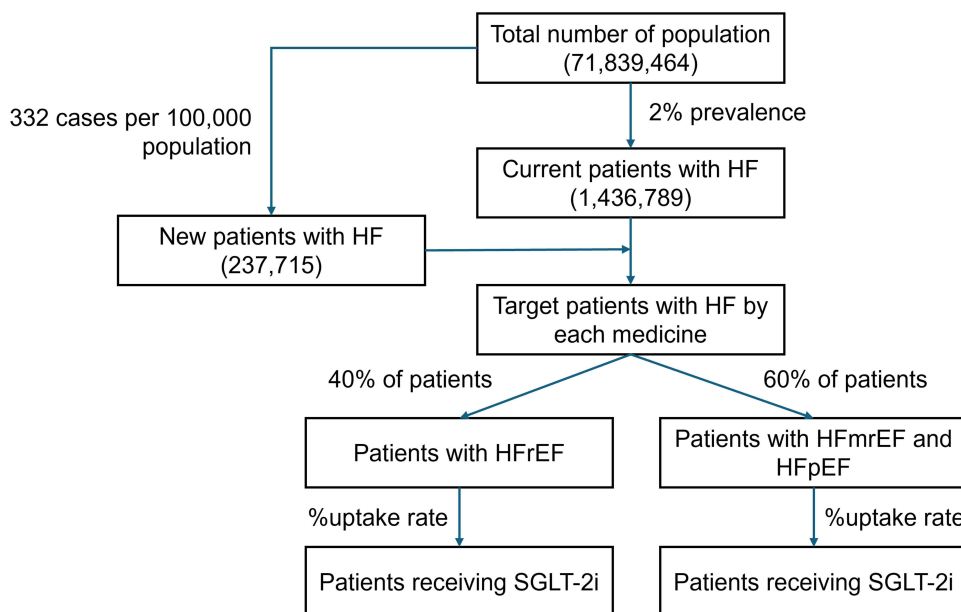 Total number of population
(71,839,464)
332 cases per 100,000
population
2% prevalence
Current patients with HF
(1,436,789)
New patients with HF
(237,715)
Target patients with HF by
each medicine
40% of patients
60% of patients
Patients with HFrEF
Patients with HFmrEF and
HFpEF
%uptake rate
%uptake rate
Patients receiving SGLT-2i
Patients receiving SGLT-2i